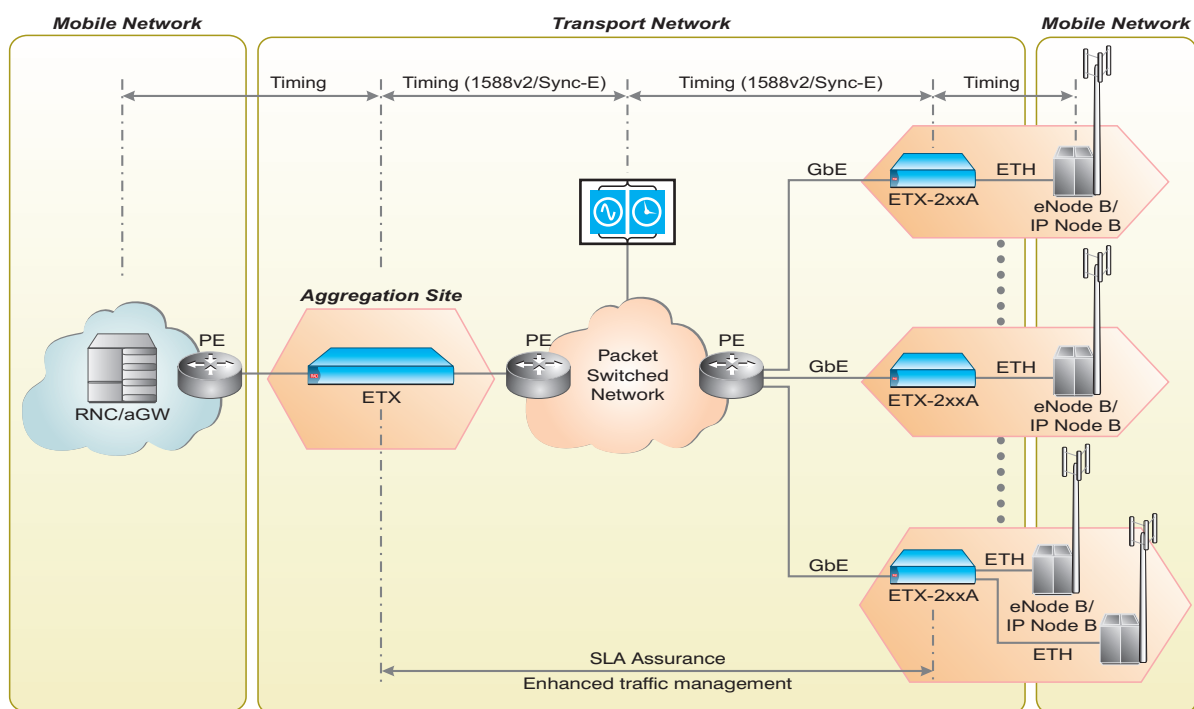 Mobile Network
Transport Network
Mobile Network
Timing
Timing (1588v2/Sync-E)
Timing (1588v2/Sync-E)
Timing
GbE
ETX-2xxA
ETH
eNode B/
IP Node B
Aggregation Site
PE
RNC/aGW
ETX
PE
Packet
Switched
Network
PE
GbE
ETX-2xxA
ETH
eNode B/
IP Node B
GbE
ETX-2xxA
ETH
eNode B/
IP Node B
ETH
SLA Assurance
Enhanced traffic management